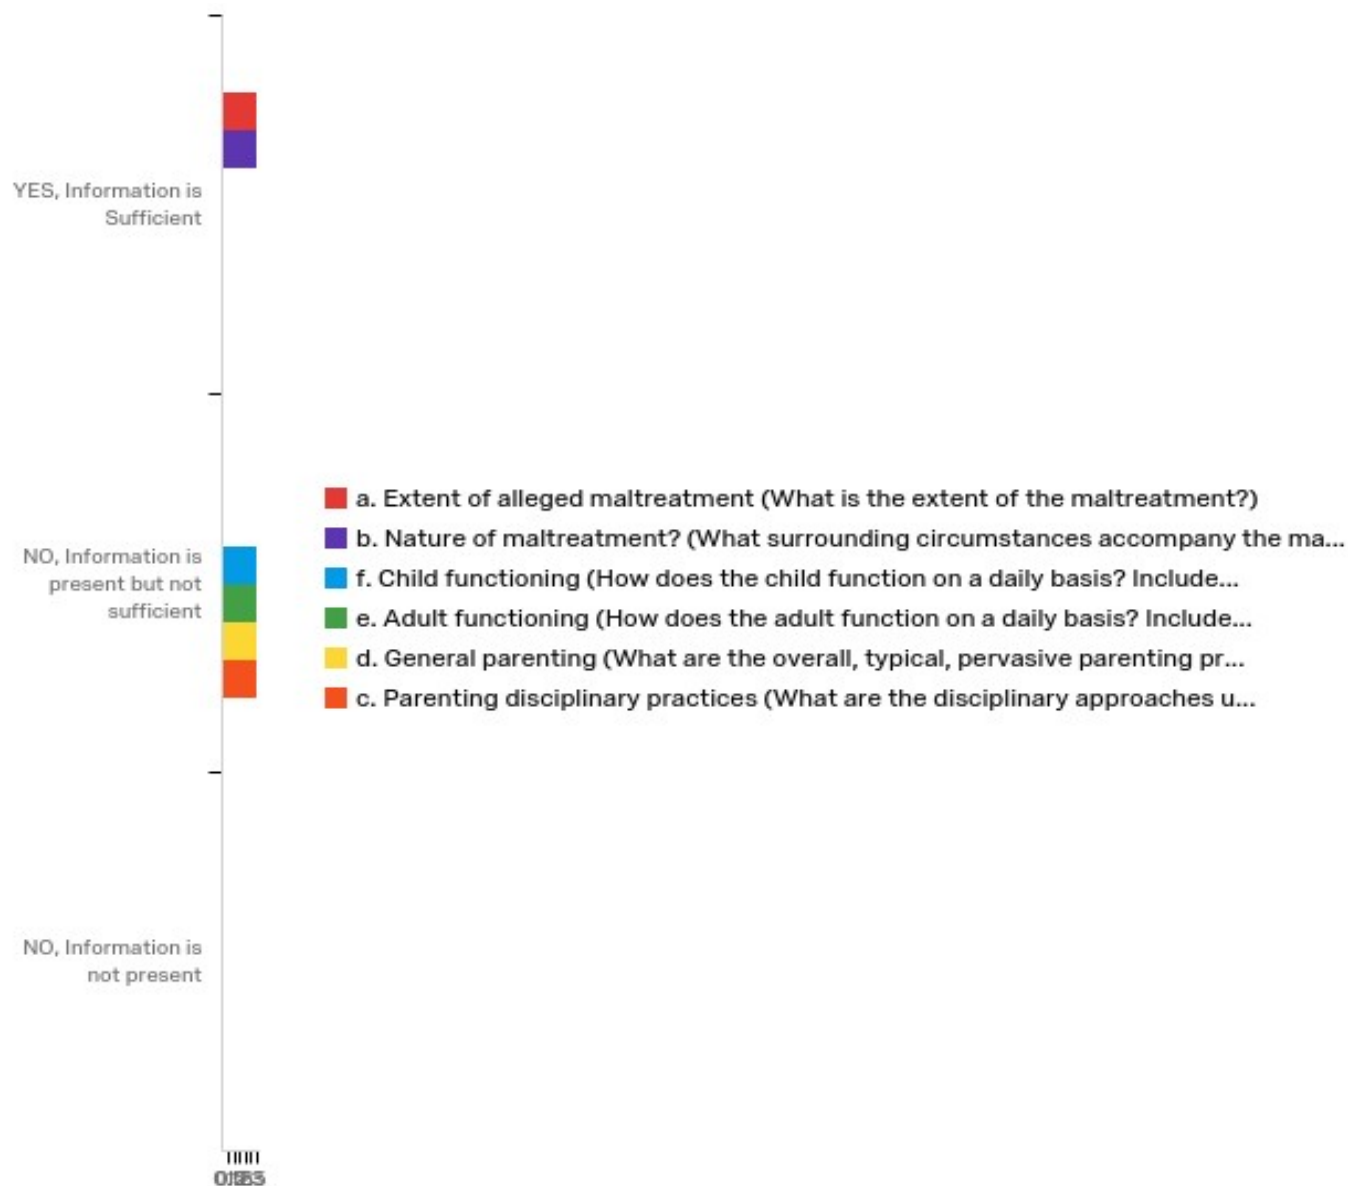 YES, Information is
Sufficient
NO, Information is
present but not
sufficient
a. Extent of alleged maltreatment (What is the extent of the maltreatment?)
b. Nature of maltreatment? (What surrounding circumstances accompany the ma...
f. Child functioning (How does the child function on a daily basis? Include...
e. Adult functioning (How does the adult function on a daily basis? Include...
d. General parenting (What are the overall, typical, pervasive parenting pr...
c. Parenting disciplinary practices (What are the disciplinary approaches u...
NO, Information is
not present